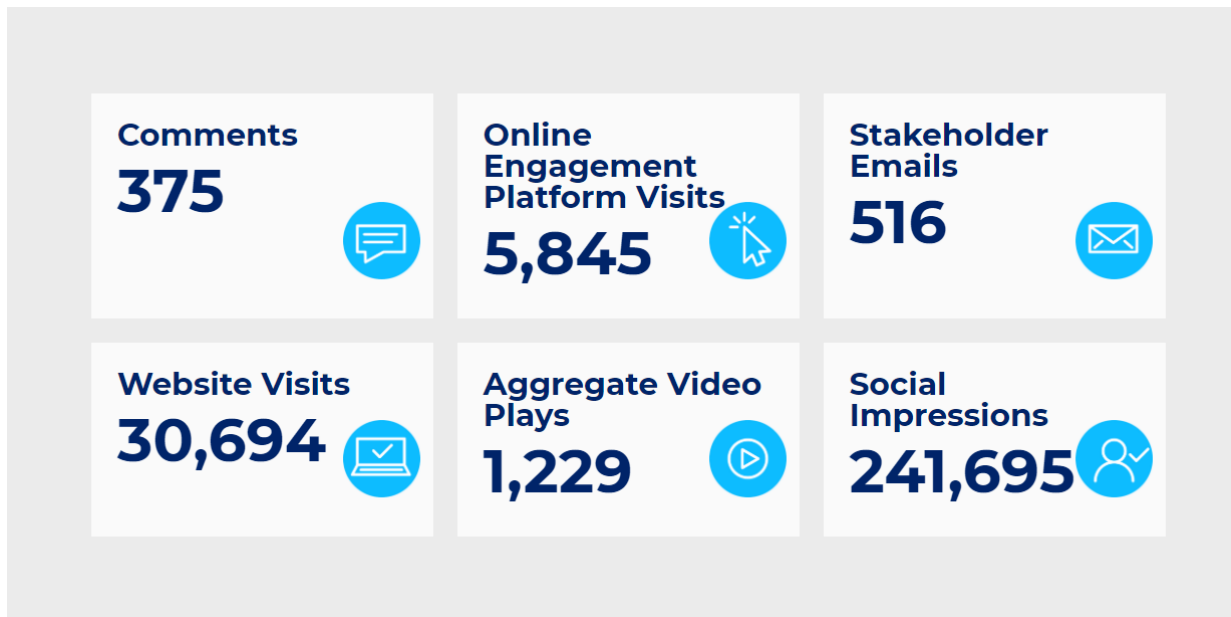 Comments
375
Online
Engagement
Platform Visits
5,845
Stakeholder
Emails
516
Website Visits
30,694
Aggregate Video
Plays
1,229
Social
Impressions
241,695